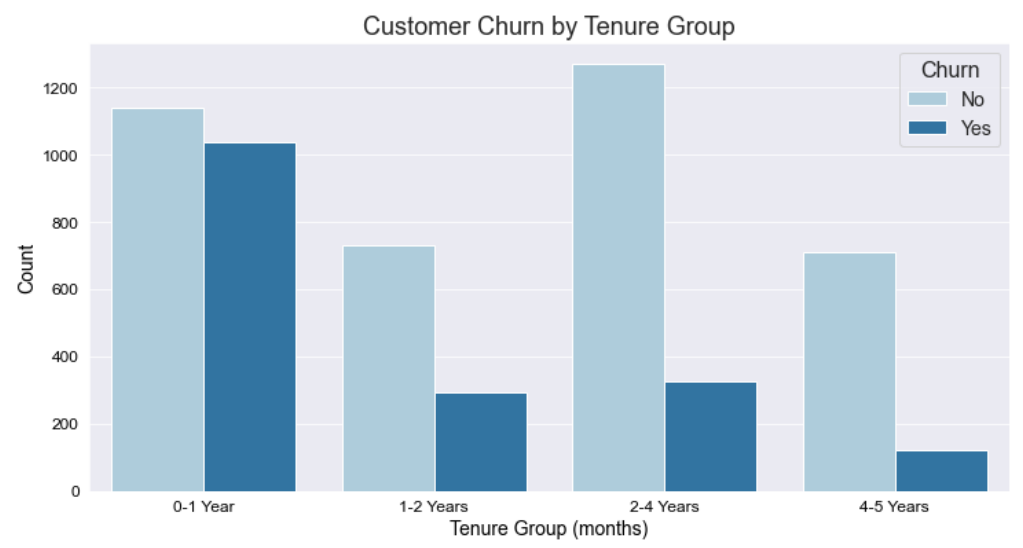 Customer Churn by Tenure Group
Churn
No
Yes
Count
1200
1000
800
600
400
200
0
0-1 Year
1-2 Years
2-4 Years
4-5 Years
Tenure Group (months)